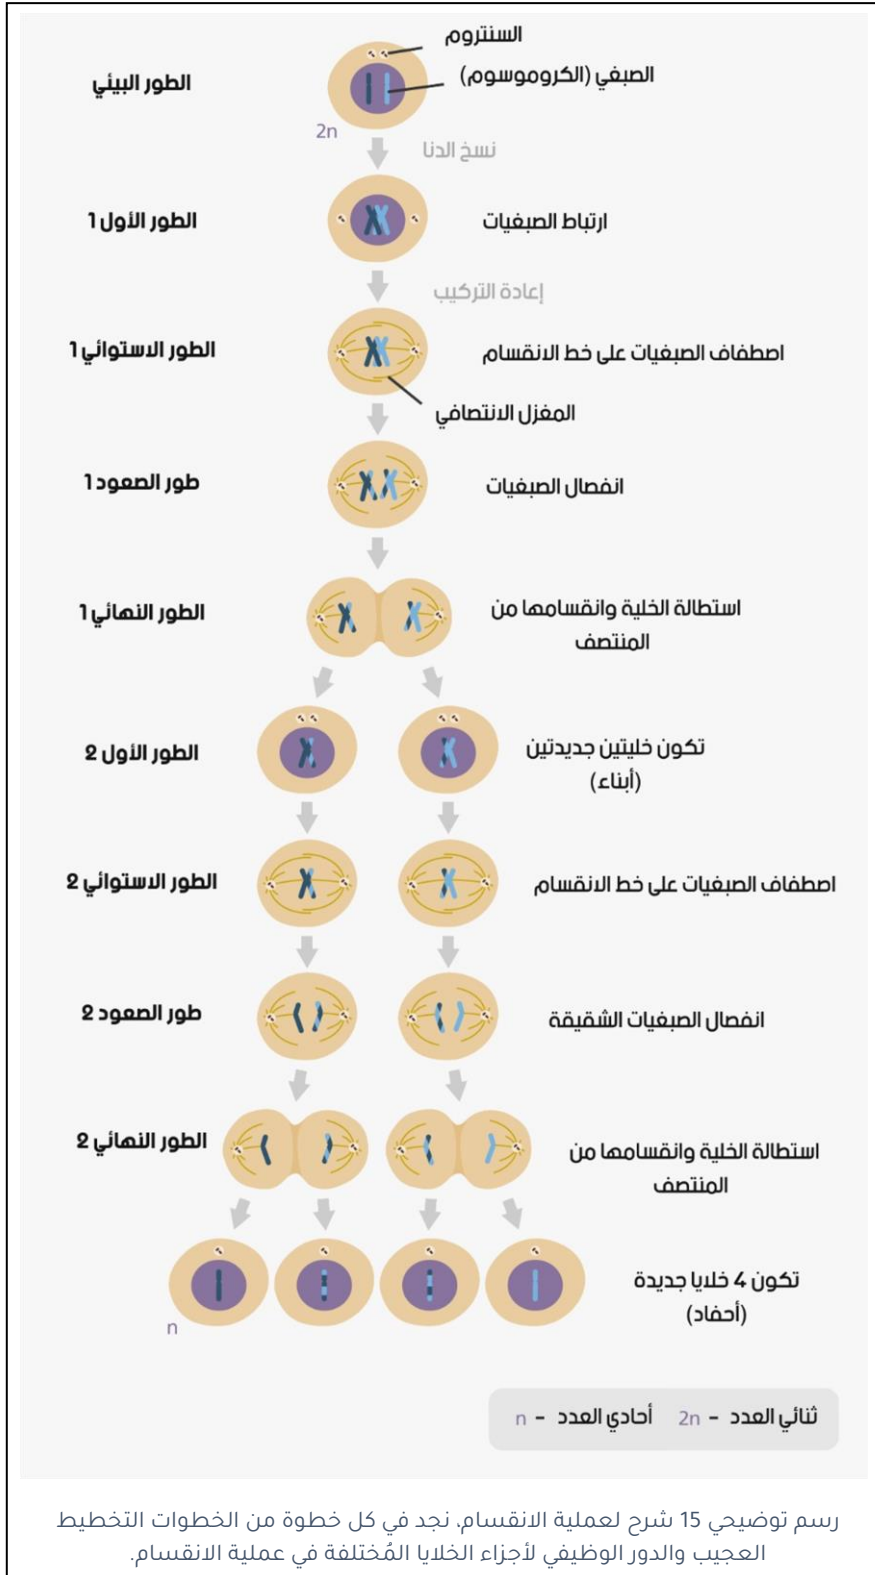 السنتروم
الصبغي (الكروموسوم)
الطور البيئي
2n
نسخ الدنا
الطور الأول 1
ارتباط الصبغيات
إعادة التركيب
الطور الاستوائي 1
اصطفاف الصبغيات على خط الانقسام
المغزل الانتصافي
طور الصعود 1
انفصال الصبغيات
الطور النهائي 1
استطالة الخلية وانقسامها من
المنتصف
الطور الأول 2
تكون خليتين جديدتين
(أبناء)
الطور الاستوائي 2
اصطفاف الصبغيات على خط الانقسام
طور الصعود 2
انفصال الصبغيات الشقيقة
الطور النهائي 2
استطالة الخلية وانقسامها من
المنتصف
تكون 4 خلايا جديدة
(أحفاد)
n
ثنائي العدد - 2n أحادي العدد - n
رسم توضيحي 15 شرح لعملية الانقسام، نجد في كل خطوة من الخطوات التخطيط
العجيب والدور الوظيفي لأجزاء الخلايا المُختلفة في عملية الانقسام.